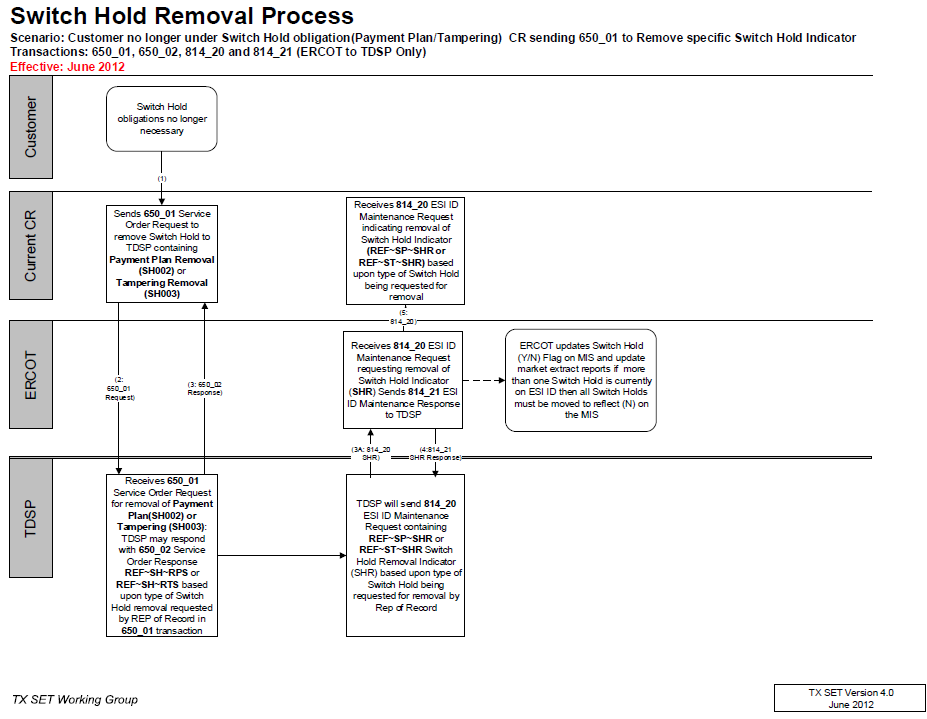 Switch Hold Removal Process
Scenario: Customer no longer under Switch Hold obligation(Payment Plan/Tampering) CR sending 650_01 to Remove specific Switch Hold Indicator
Transactions: 650_01, 650_02, 814_20 and 814_21 (ERCOT to TDSP Only)
Effective: June 2012
Customer
Switch Hold
obligations no longer
necessary
(1)
Current CR
Sends 650_01 Service
Order Request to
remove Switch Hold to
TDSP containing
Payment Plan Removal
(SH002) or
Tampering Removal
(SH003)
Receives 814_20 ESI ID
Maintenance Request
indicating removal of
Switch Hold Indicator
(REF~SP~SHR or
REF~ST~SHR) based
upon type of Switch Hold
being requested for
removal
(5:
814_20)
ERCOT
(2:
650_01
Request)
(3: 650_02
Response)
Receives 814_20 ESI ID
Maintenance Request
requesting removal of
Switch Hold Indicator
(SHR) Sends 814_21 ESI
ID Maintenance Response
to TDSP
ERCOT updates Switch Hold
(Y/N) Flag on MIS and update
market extract reports if more
than one Switch Hold is currently
on ESI ID then all Switch Holds
must be moved to reflect (N) on
the MIS
(3A: 814_20
SHR)
(4:814_21
SHR Response)
TDSP
Receives 650_01
Service Order Request
for removal of Payment
Plan(SH002) or
Tampering (SH003):
TDSP may respond
with 650_02 Service
Order Response
REF~SH~RPS or
REF~SH~RTS based
upon type of Switch
Hold removal requested
by REP of Record in
650_01 transaction
TDSP will send 814_20
ESI ID Maintenance
Request containing
REF~SP~SHR or
REF~ST~SHR Switch
Hold Removal Indicator
(SHR) based upon type of
Switch Hold being
requested for removal by
Rep of Record
TX SET Working Group
TX SET Version 4.0
June 2012